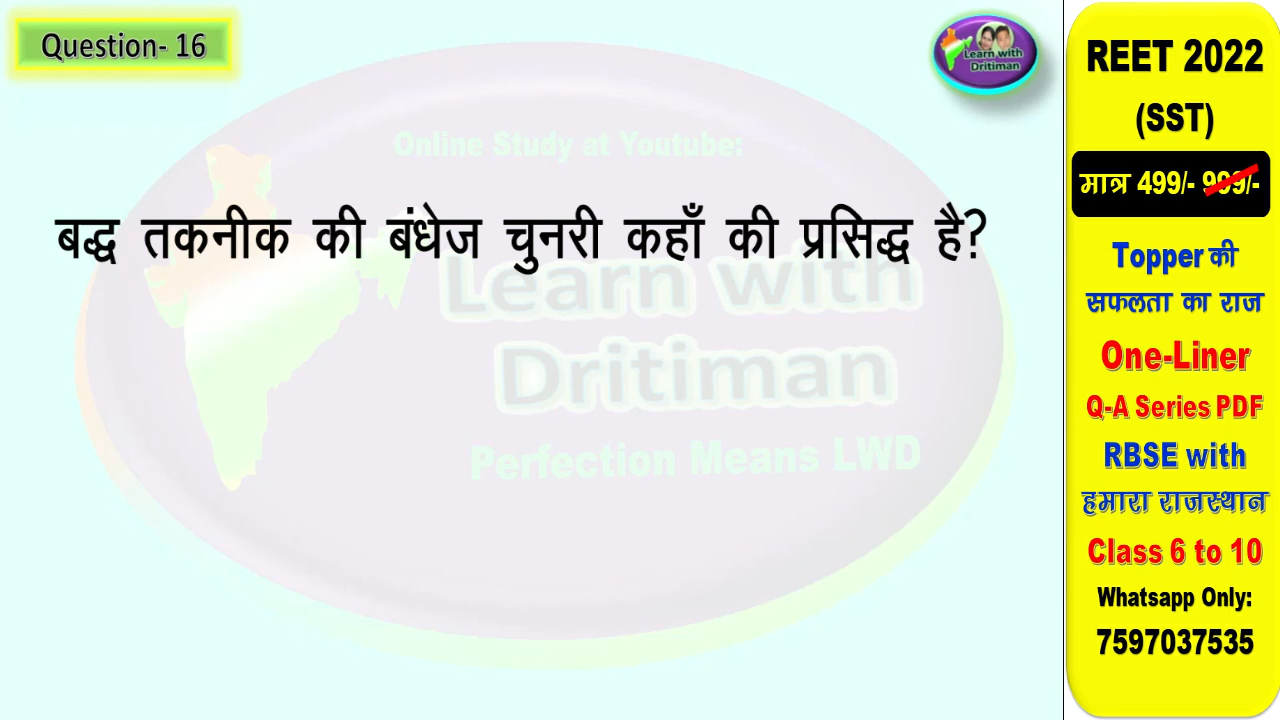 Question- 16
Learn with
Dritiman
Online Study at Youtube:
बद्ध तकनीक की बंधेज चुनरी कहाँ की प्रसिद्ध है?
Learn with
Dritiman
Perfection Means LWD
REET 2022
(SST)
मात्र 499/- 999/-
Topper की
सफलता का राज
One-Liner
Q-A Series PDF
RBSE with
हमारा राजस्थान
Class 6 to 10
Whatsapp Only:
7597037535